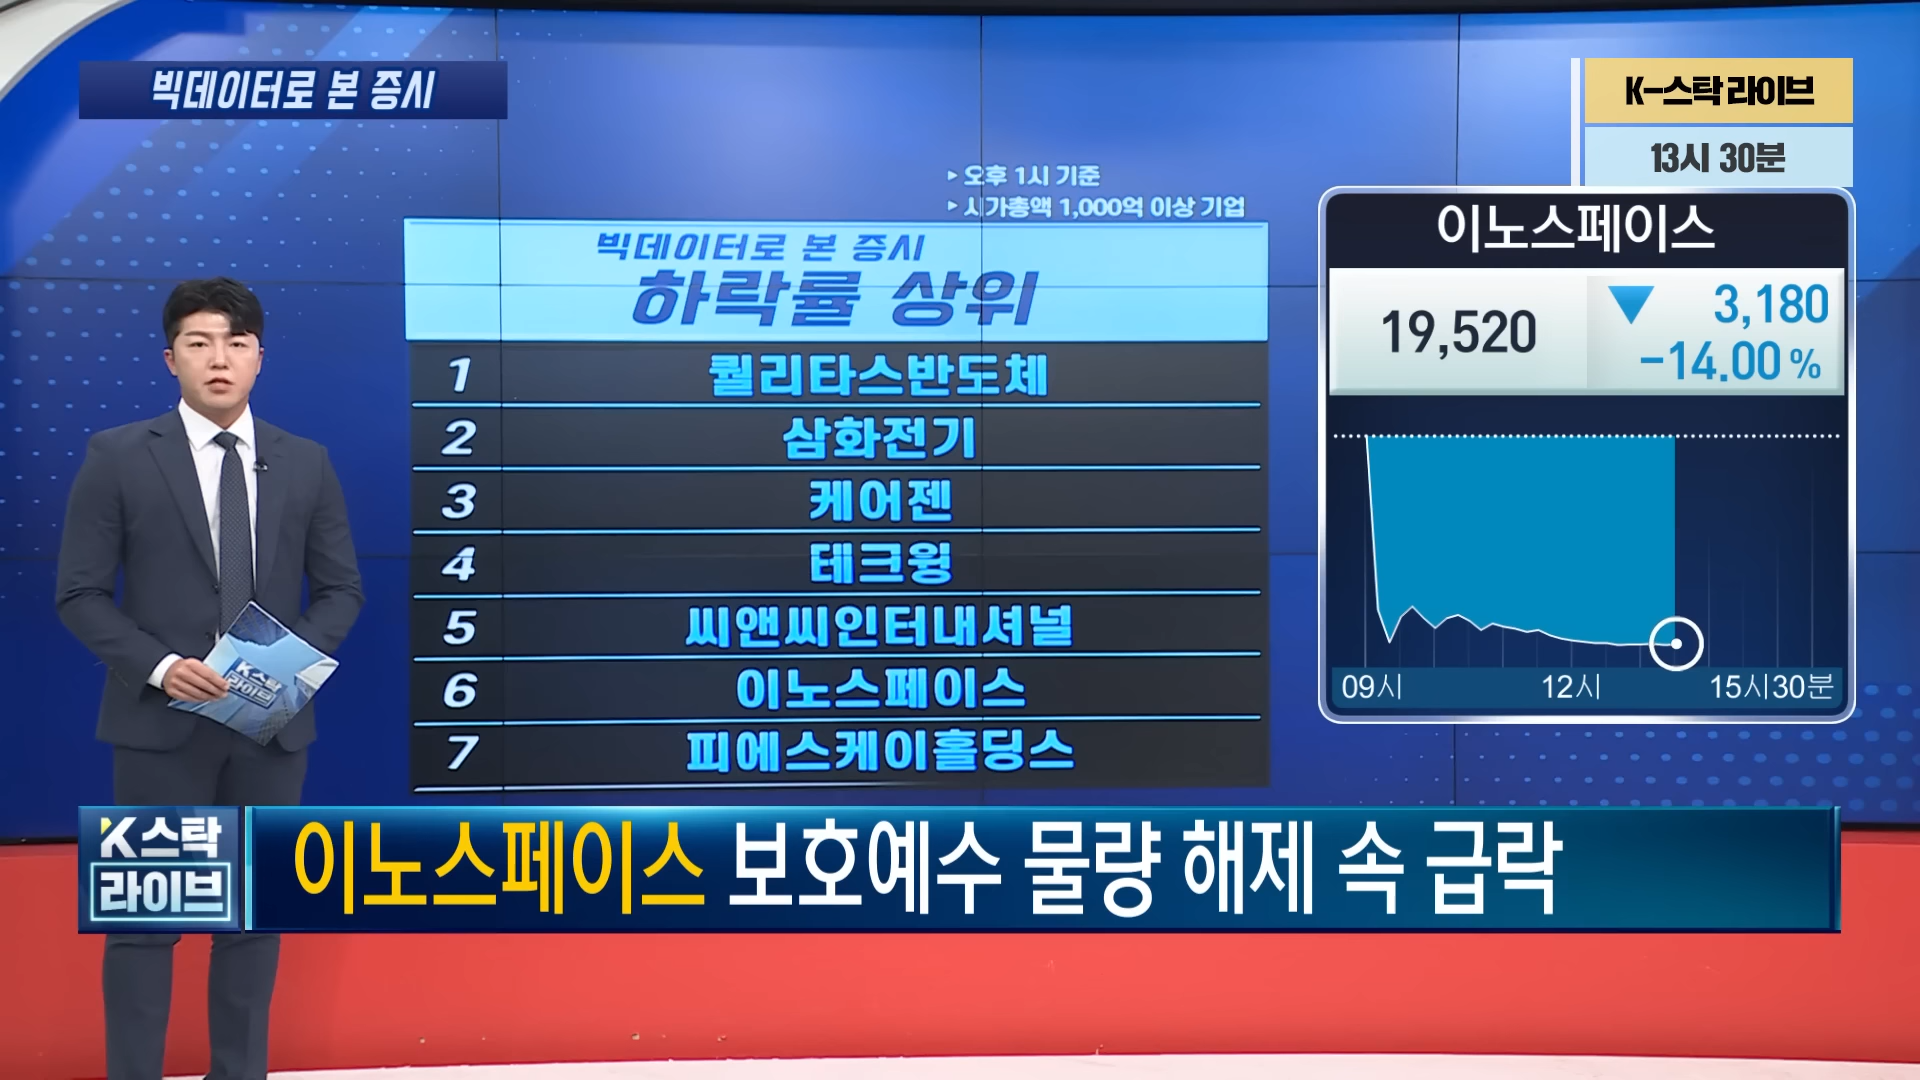 빅데이터로 본 증시
K-스탁 라이브
13시 30분
▸오후 1시 기준
▸시가총액 1,000억 이상 기업
빅데이터로 본 증시
하락률 상위
1 퀄리타스반도체
2 삼화전기
3 케어젠
4 테크윙
5 씨앤씨인터내셔널
6 이노스페이스
7 피에스케이홀딩스
이노스페이스
19,520
▼ 3,180
-14.00 %
09시 12시 15시30분
K스탁
라이브
K스탁
라이브
이노스페이스 보호예수 물량 해제 속 급락